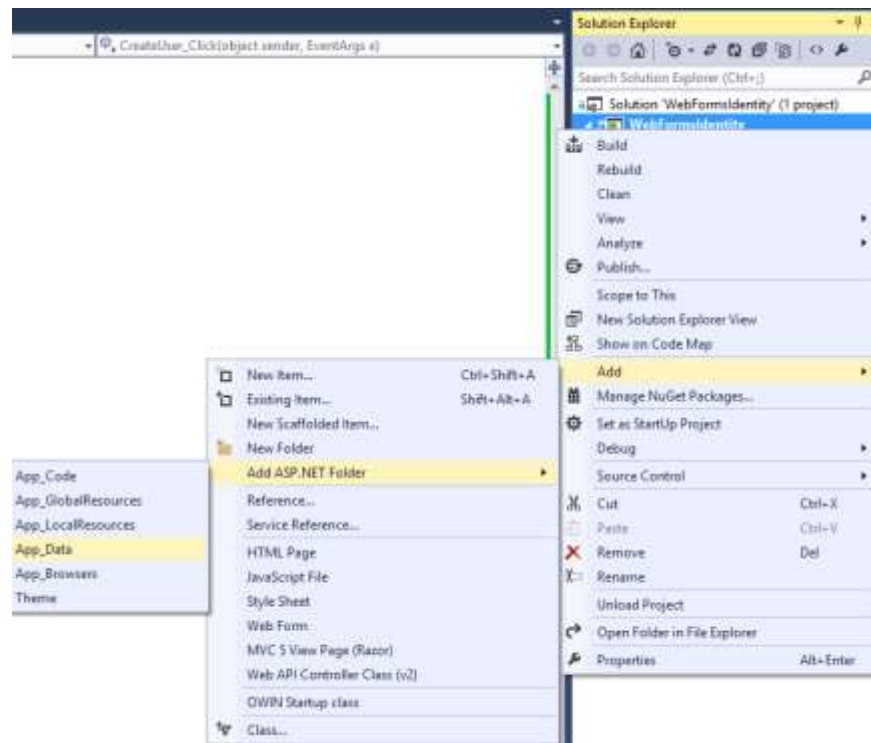 Solution Explorer
CreateUser_Click(object sender, EventArgs e)
Search Solution Explorer (Ctrl+;)
Solution 'WebFormsIdentity' (1 project)
WebFormsIdentity
Build
Rebuild
Clean
View
Analyze
Publish...
Scope to This
New Solution Explorer View
Show on Code Map
Add
Manage NuGet Packages...
Set as StartUp Project
Debug
Source Control
Cut Ctrl+X
Paste Ctrl+V
Remove Del
Rename
Unload Project
Open Folder in File Explorer
Properties Alt+Enter
New Item... Ctrl+Shift+A
Existing Item... Shift+Alt+A
New Scaffolded Item...
New Folder
Add ASP.NET Folder
Reference...
Service Reference...
HTML Page
JavaScript File
Style Sheet
Web Form
MVC 5 View Page (Razor)
Web API Controller Class (v2)
OWIN Startup class
Class...
App_Code
App_GlobalResources
App_LocalResources
App_Data
App_Browsers
Theme